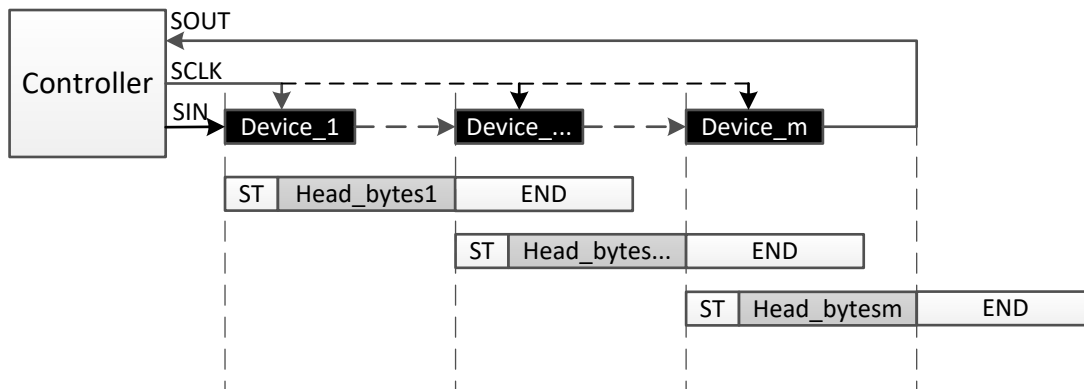 SOUT
Controller
SCLK
SIN
Device_1
Device_...
Device_m
ST Head_bytes1 END
ST Head_bytes... END
ST Head_bytesm END